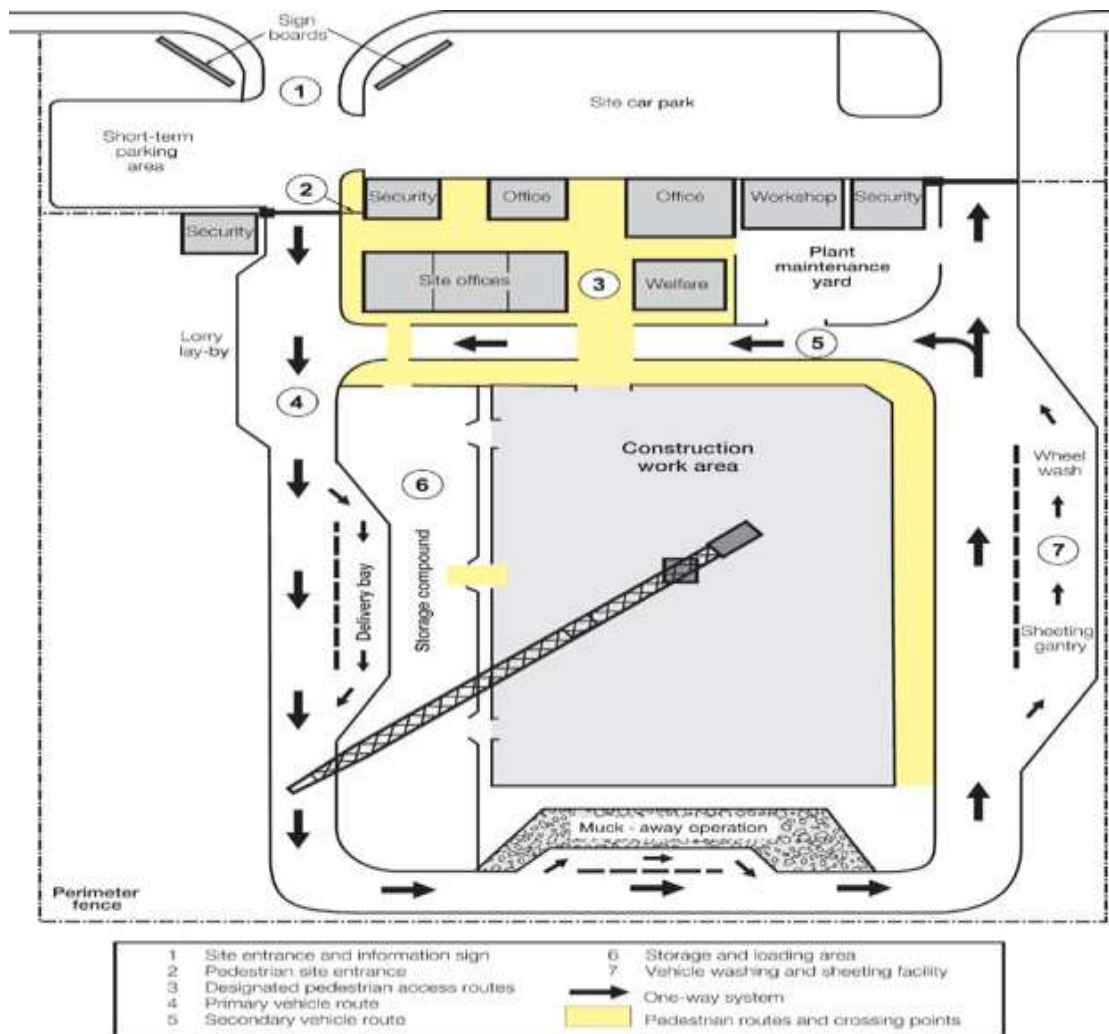 Sign
boards
1
Site car park
Short-term
parking
area
2
Security
Office
Office
Workshop
Security
Security
Plant
maintenance
yard
Site offices
3
Welfare
Lorry
lay-by
5
4
Construction
work area
Wheel
wash
6
7
Delivery bay
Storage compound
Sheeting
gantry
Muck - away operation
Perimeter
fence
1 Site entrance and information sign
2 Pedestrian site entrance
3 Designated pedestrian access routes
4 Primary vehicle route
5 Secondary vehicle route
6 Storage and loading area
7 Vehicle washing and sheeting facility
One-way system
Pedestrian routes and crossing points